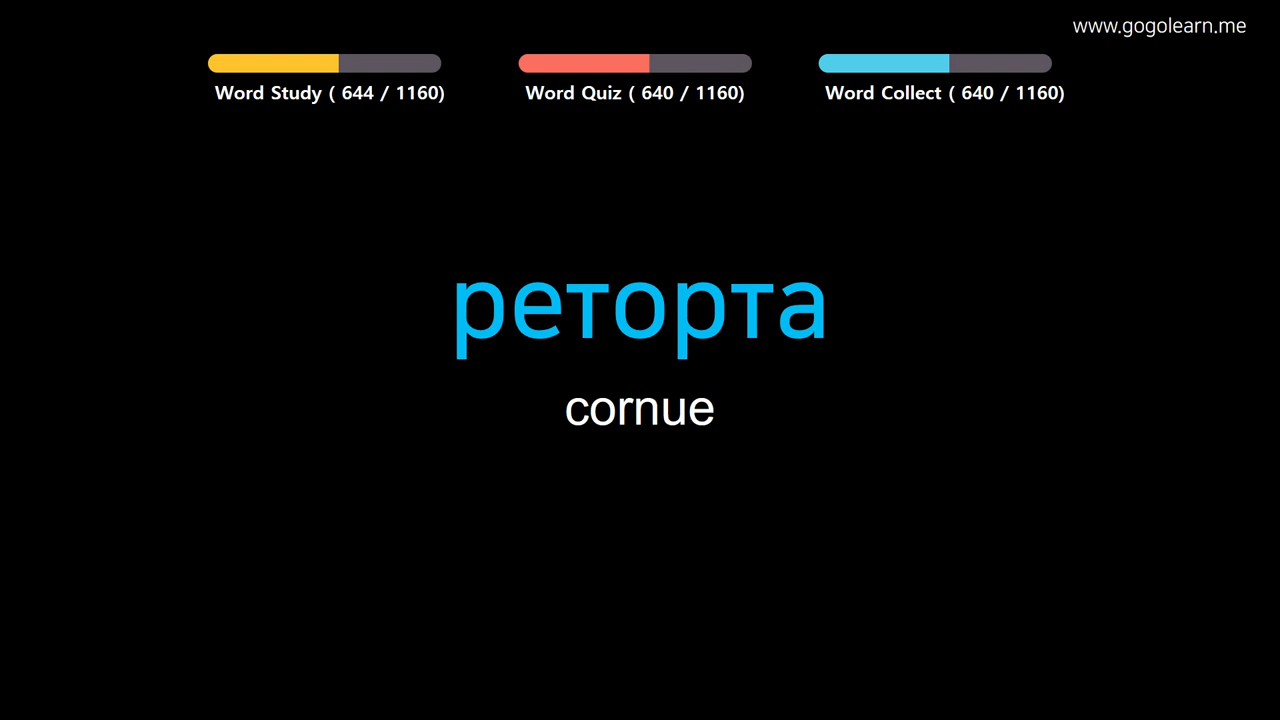 www.gogolearn.me
Word Study ( 644 / 1160)
Word Quiz ( 640 / 1160)
Word Collect ( 640 / 1160)
реторта
cornue